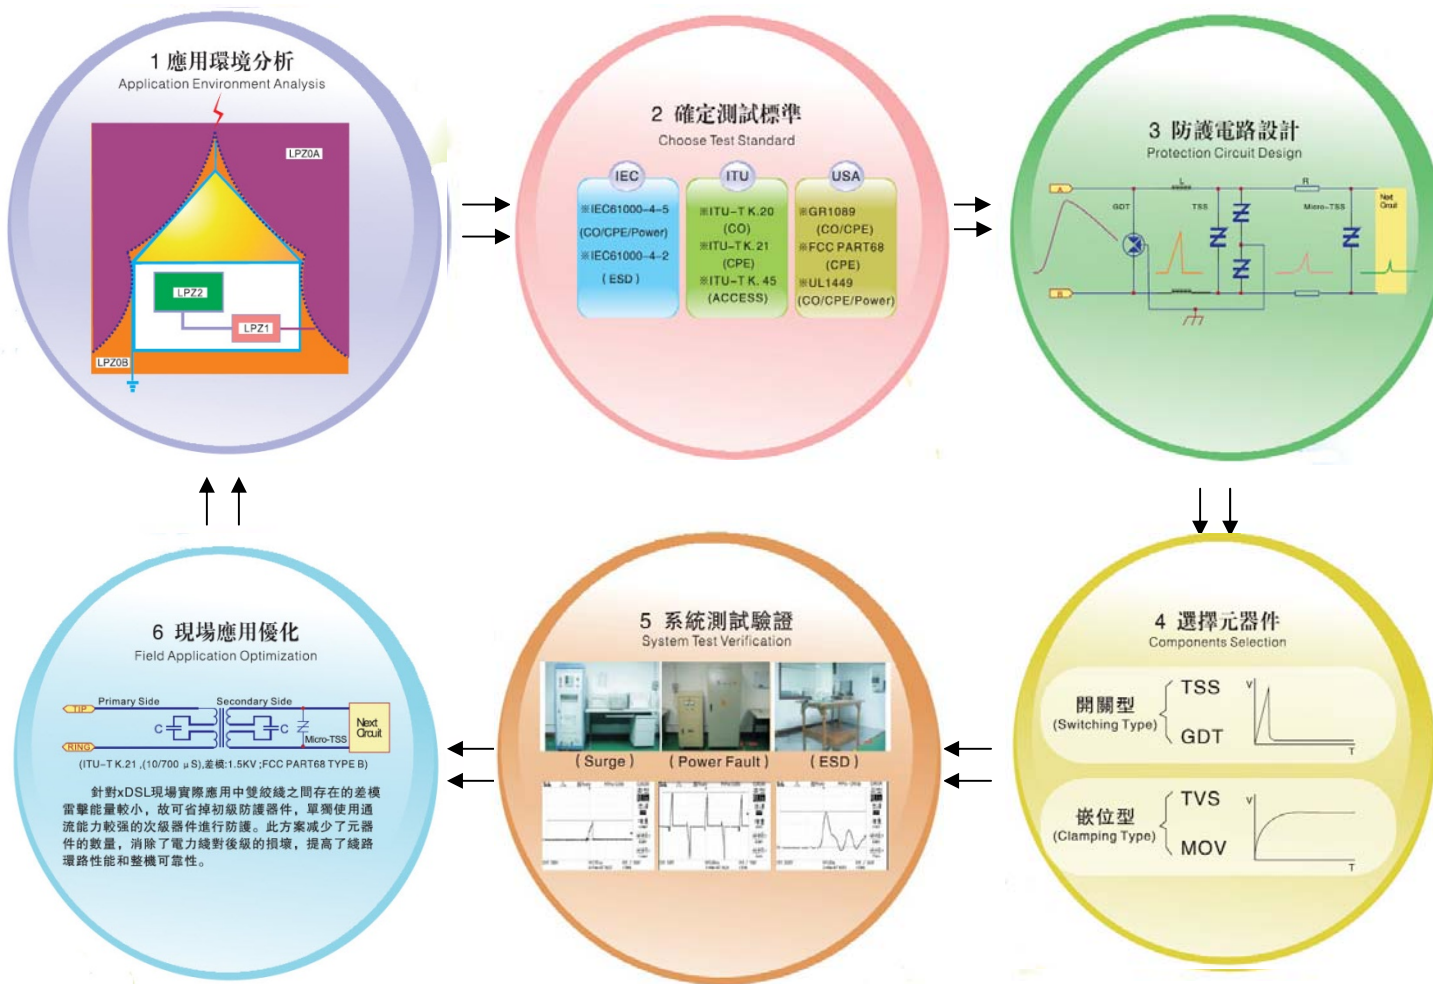 1 應用環境分析
Application Environment Analysis
LPZ0A
LPZ2
LPZ1
LPZ0B
2 確定測試標準
Choose Test Standard
IEC
※IEC61000-4-5
(CO/CPE/Power)
※IEC61000-4-2
(ESD)
ITU
※ITU-T K.20
(CO)
※ITU-T K.21
(CPE)
※ITU-T K.45
(ACCESS)
USA
※GR1089
(CO/CPE)
※FCC PART68
(CPE)
※UL1449
(CO/CPE/Power)
3 防護電路設計
Protection Circuit Design
A
L
R
GDT
TSS
Micro-TSS
Next
Circuit
B
4 選擇元器件
Components Selection
開關型
(Switching Type)
TSS
GDT
V
T
嵌位型
(Clamping Type)
TVS
MOV
V
T
5 系統測試驗證
System Test Verification
(Surge)
(Power Fault)
(ESD)
6 現場應用優化
Field Application Optimization
Primary Side
Secondary Side
TIP
C
C
Micro-TSS
Next
Circuit
RING
(ITU-T K.21 ,(10/700 μS),差模:1.5KV ;FCC PART68 TYPE B)
針對xDSL現場實際應用中雙絞綫之間存在的差模
雷擊能量較小，故可省掉初級防護器件，單獨使用通
流能力較强的次級器件進行防護。此方案减少了元器
件的數量，消除了電力綫對後級的損壞，提高了綫路
環路性能和整機可靠性。